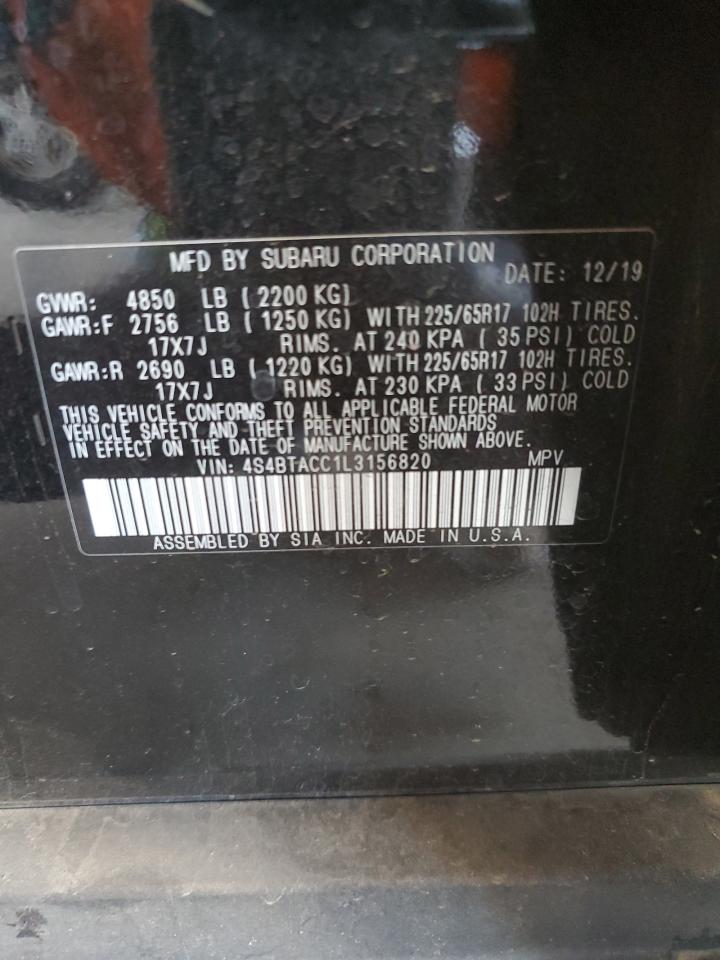 MFD BY SUBARU CORPORATION DATE: 12/19
GVWR: 4850 LB ( 2200 KG)
GAWR:F 2756 LB ( 1250 KG) WITH 225/65R17 102H TIRES.
17X7J RIMS. AT 240 KPA ( 35 PSI) COLD
GAWR:R 2690 LB ( 1220 KG) WITH 225/65R17 102H TIRES.
17X7J RIMS. AT 230 KPA ( 33 PSI) COLD
THIS VEHICLE CONFORMS TO ALL APPLICABLE FEDERAL MOTOR
VEHICLE SAFETY AND THEFT PREVENTION STANDARDS
IN EFFECT ON THE DATE OF MANUFACTURE SHOWN ABOVE.
VIN: 4S4BTACC1L3156820 MPV
ASSEMBLED BY SIA INC. MADE IN U.S.A.